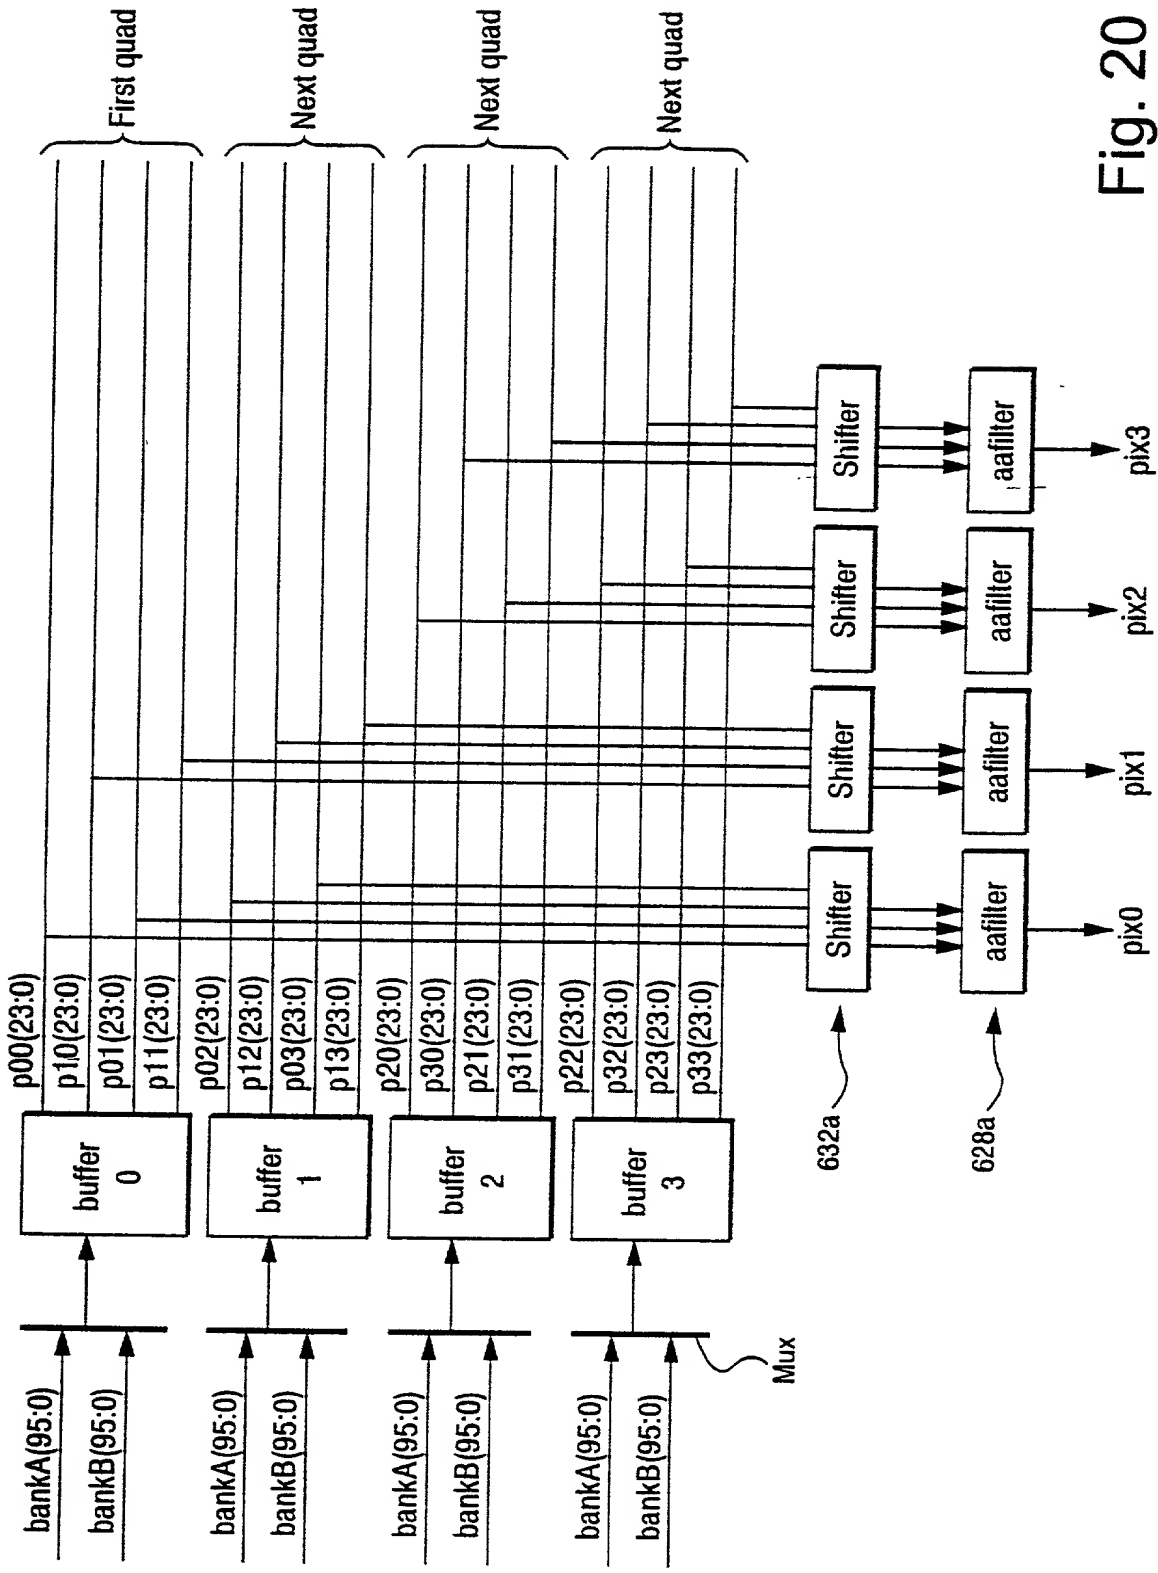 First quad
Next quad
Next quad
Next quad
p00(23:0)
p10(23:0)
p01(23:0)
p11(23:0)
p02(23:0)
p12(23:0)
p03(23:0)
p13(23:0)
p20(23:0)
p30(23:0)
p21(23:0)
p31(23:0)
p22(23:0)
p32(23:0)
p23(23:0)
p33(23:0)
buffer
0
buffer
1
buffer
2
buffer
3
bankA(95:0)
bankB(95:0)
bankA(95:0)
bankB(95:0)
bankA(95:0)
bankB(95:0)
bankA(95:0)
bankB(95:0)
Mux
632a
Shifter
Shifter
Shifter
Shifter
628a
aafilter
aafilter
aafilter
aafilter
pix0
pix1
pix2
pix3
Fig. 20